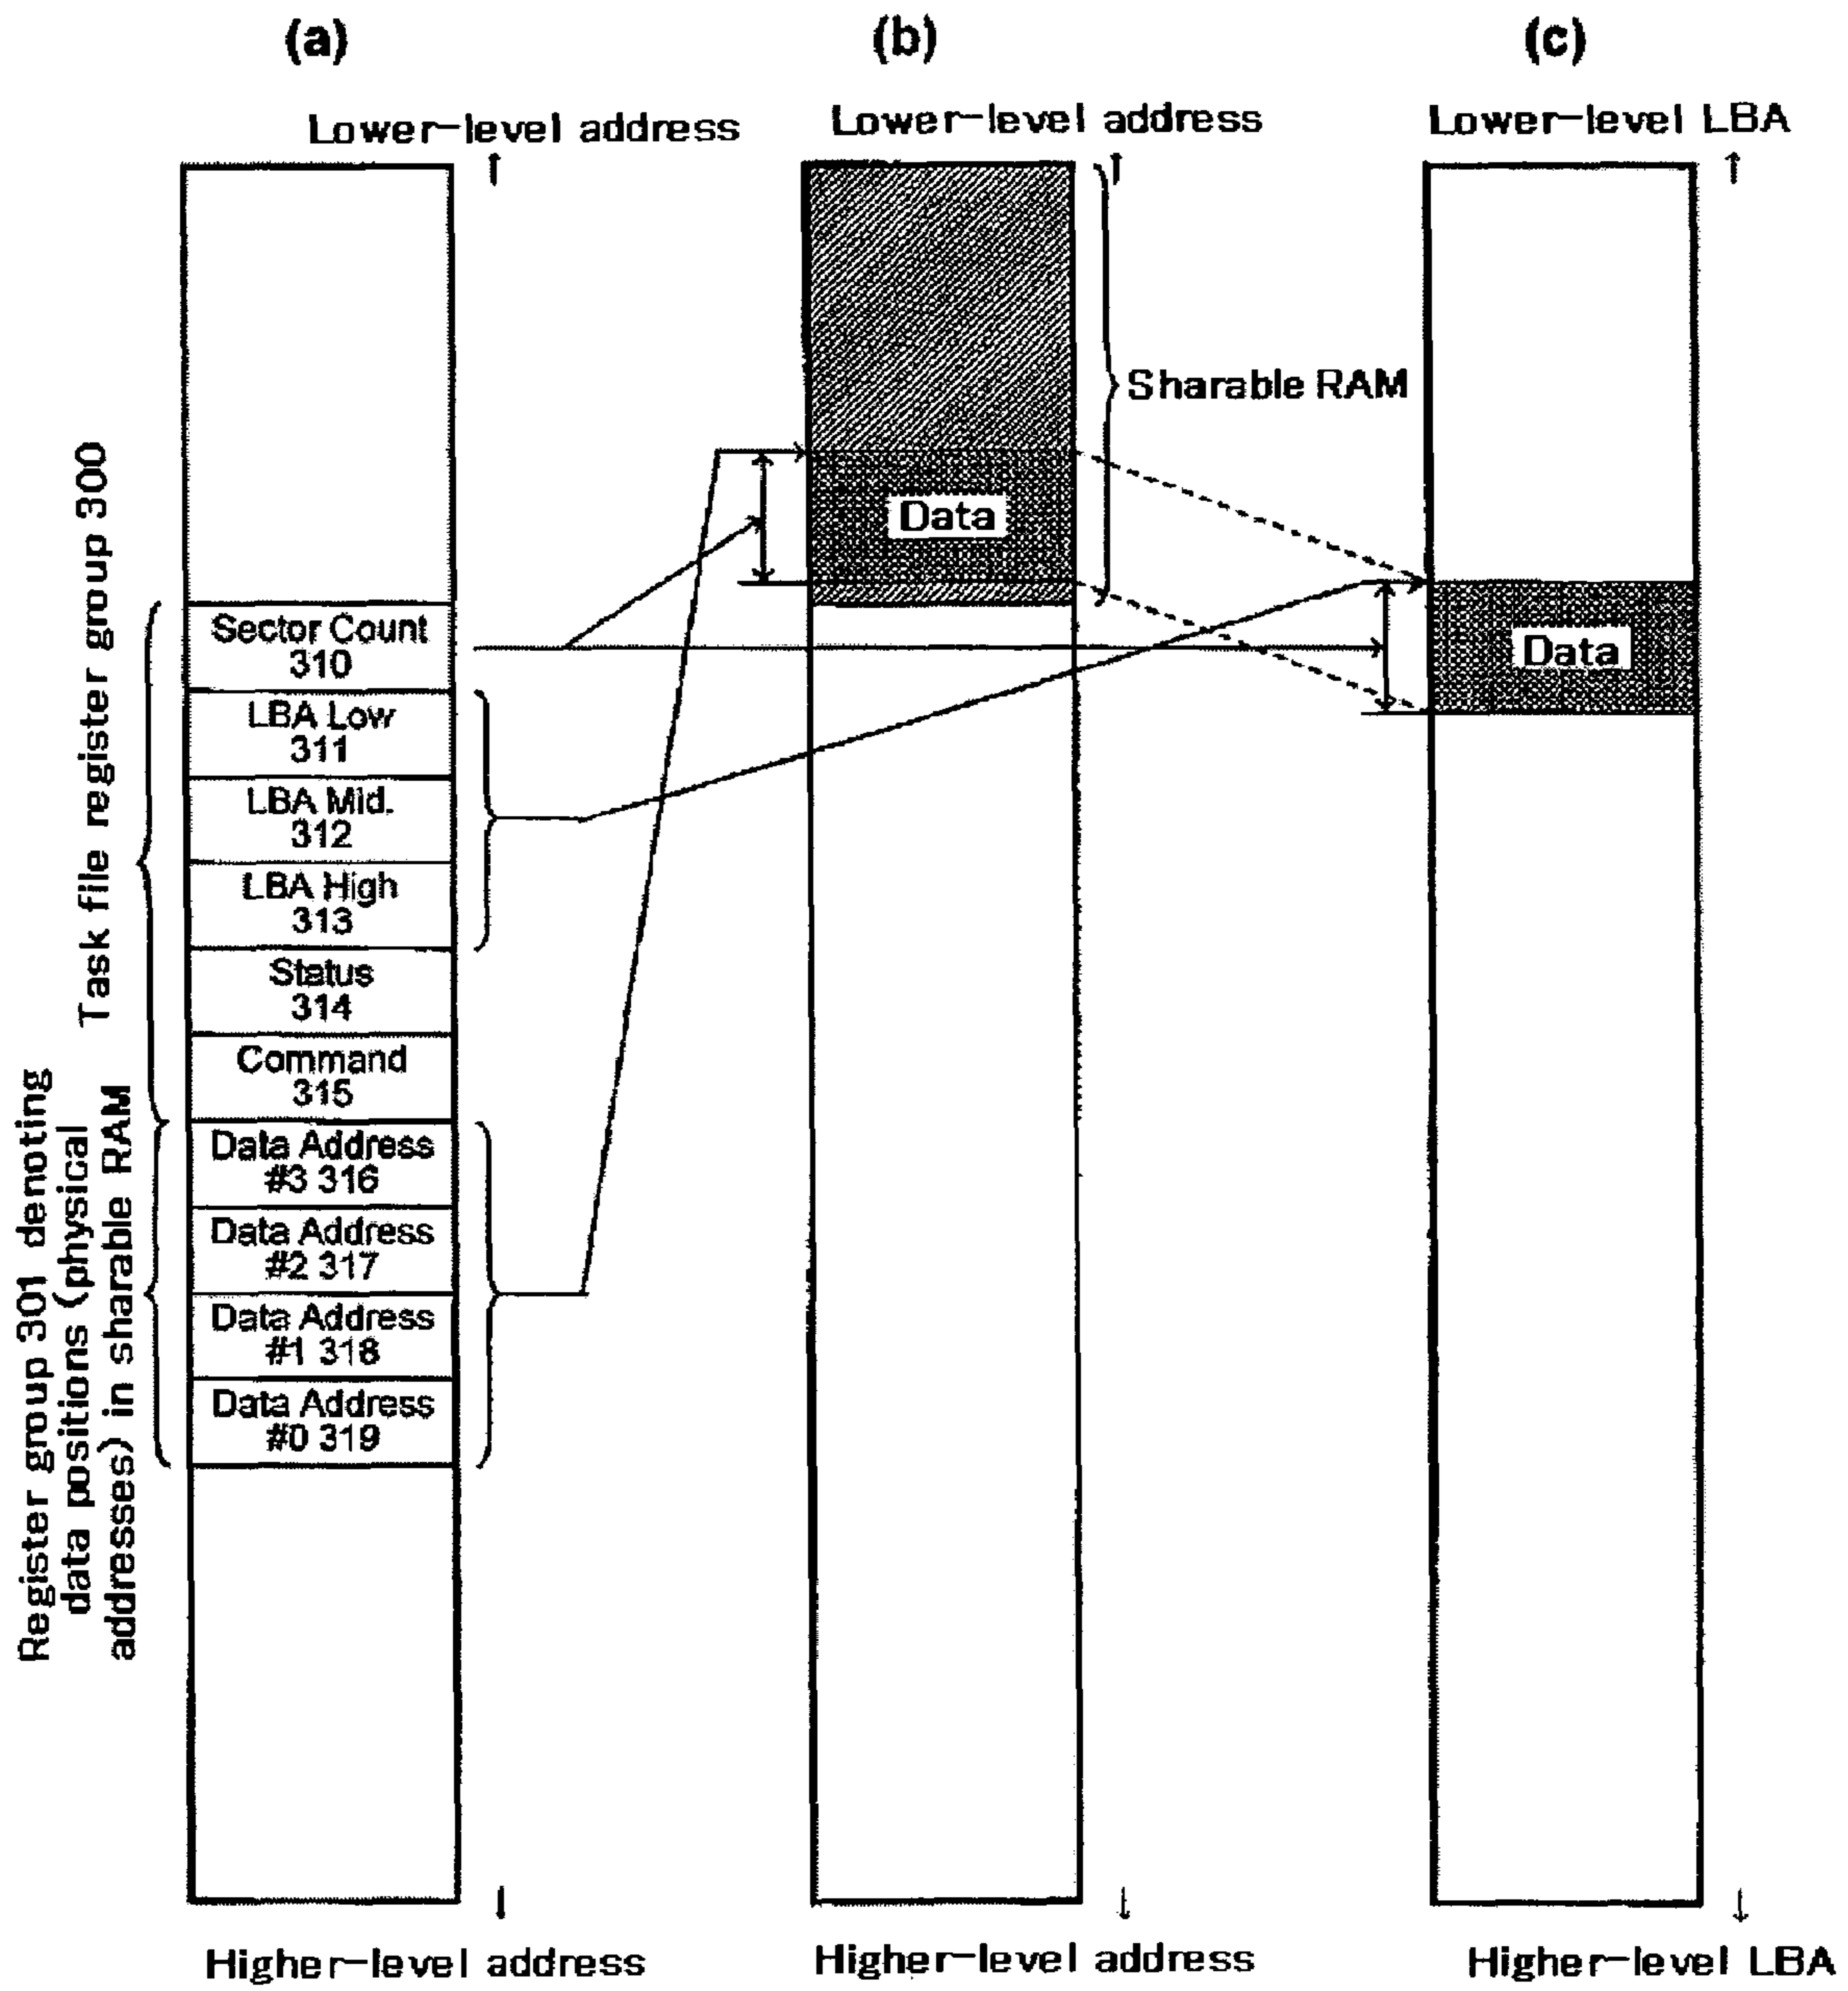 (a)
(b)
(c)
Lower-level address
Lower-level address
Lower-level LBA
Sharable RAM
Data
Data
Task file register group 300
Sector Count
310
LBA Low
311
LBA Mid.
312
LBA High
313
Status
314
Command
315
Register group 301 denoting
data positions (physical
addresses) in sharable RAM
Data Address
#3 316
Data Address
#2 317
Data Address
#1 318
Data Address
#0 319
Higher-level address
Higher-level address
Higher-level LBA